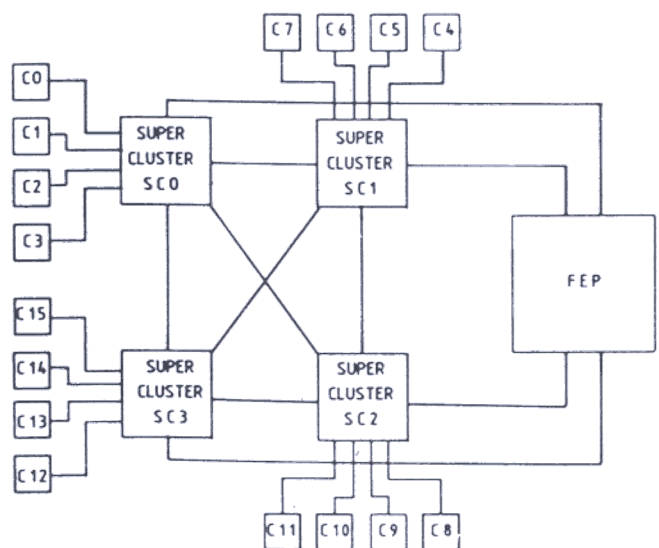 C7
C6
C5
C4
C0
C1
C2
C3
SUPER
CLUSTER
SC0
SUPER
CLUSTER
SC1
FEP
C15
C14
C13
C12
SUPER
CLUSTER
SC3
SUPER
CLUSTER
SC2
C11
C10
C9
C8